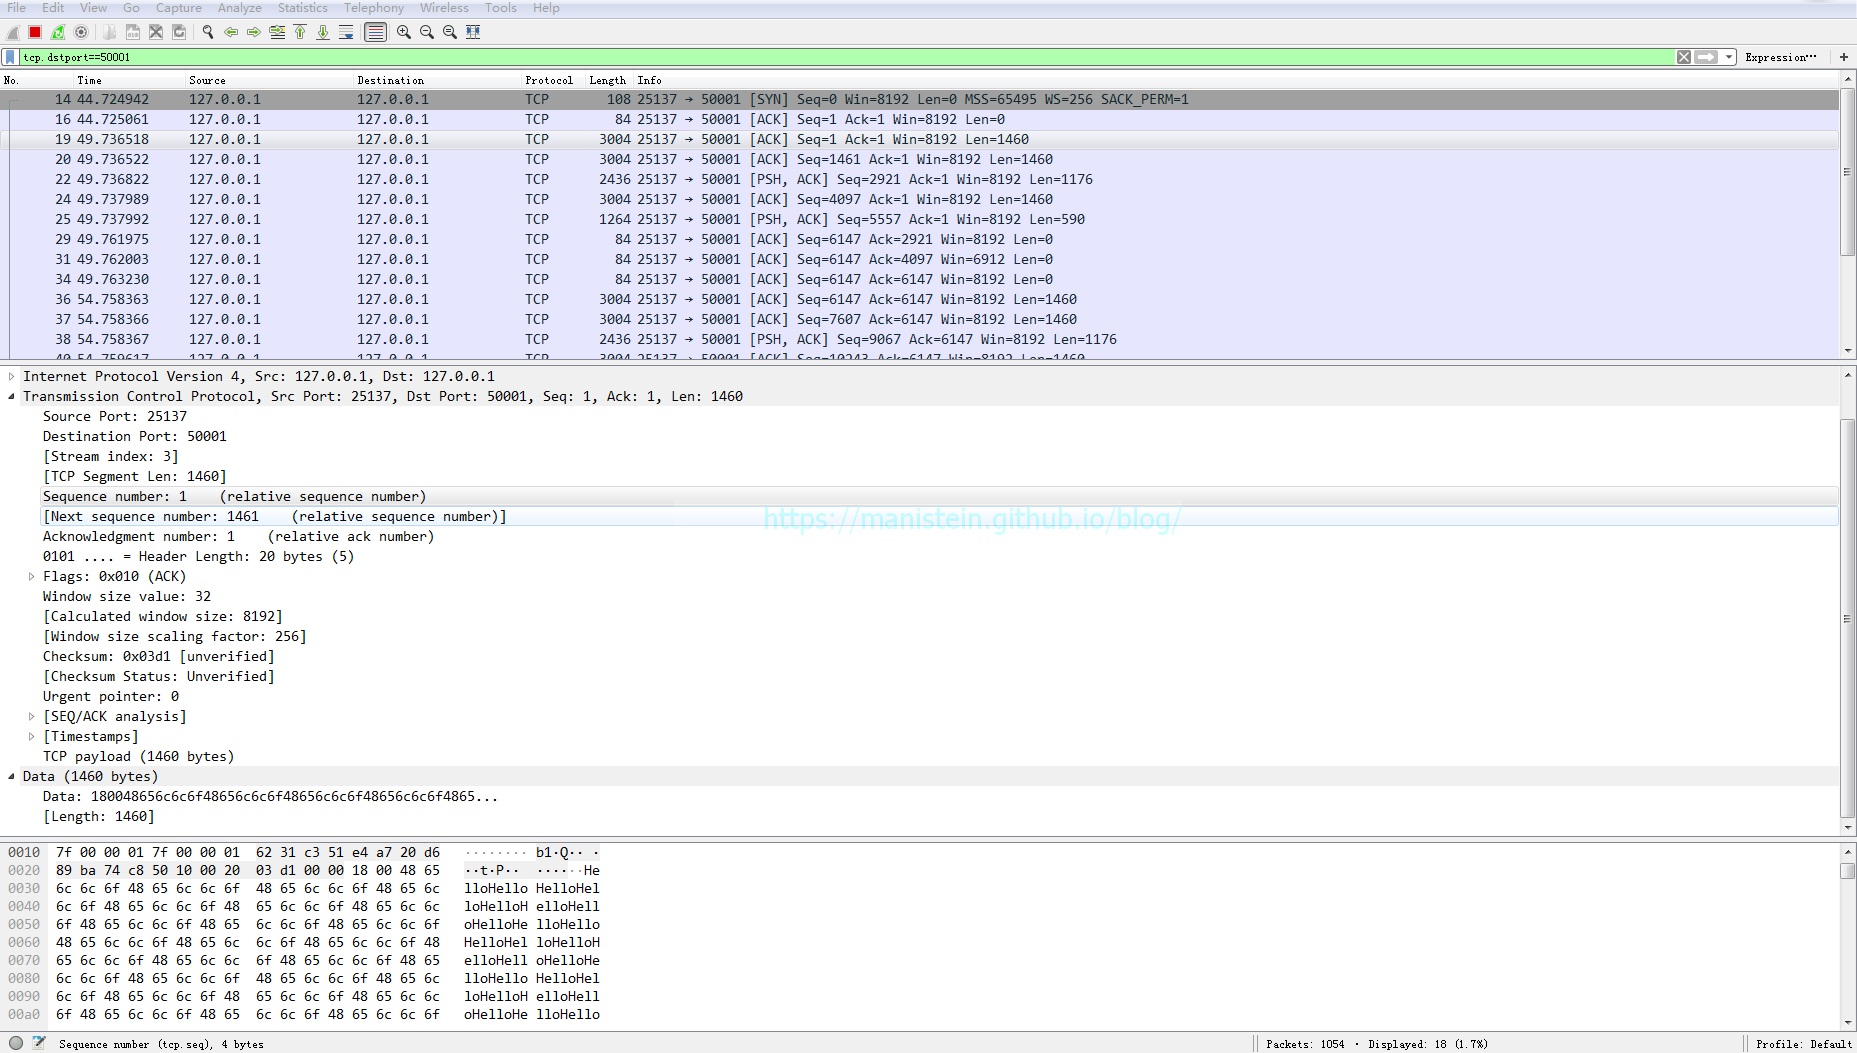 File Edit View Go Capture Analyze Statistics Telephony Wireless Tools Help
tcp.dstport==50001 Expression… +
No. Time Source Destination Protocol Length Info
14 44.724942 127.0.0.1 127.0.0.1 TCP 108 25137 → 50001 [SYN] Seq=0 Win=8192 Len=0 MSS=65495 WS=256 SACK_PERM=1
16 44.725061 127.0.0.1 127.0.0.1 TCP 84 25137 → 50001 [ACK] Seq=1 Ack=1 Win=8192 Len=0
19 49.736518 127.0.0.1 127.0.0.1 TCP 3004 25137 → 50001 [ACK] Seq=1 Ack=1 Win=8192 Len=1460
20 49.736522 127.0.0.1 127.0.0.1 TCP 3004 25137 → 50001 [ACK] Seq=1461 Ack=1 Win=8192 Len=1460
22 49.736822 127.0.0.1 127.0.0.1 TCP 2436 25137 → 50001 [PSH, ACK] Seq=2921 Ack=1 Win=8192 Len=1176
24 49.737989 127.0.0.1 127.0.0.1 TCP 3004 25137 → 50001 [ACK] Seq=4097 Ack=1 Win=8192 Len=1460
25 49.737992 127.0.0.1 127.0.0.1 TCP 1264 25137 → 50001 [PSH, ACK] Seq=5557 Ack=1 Win=8192 Len=590
29 49.761975 127.0.0.1 127.0.0.1 TCP 84 25137 → 50001 [ACK] Seq=6147 Ack=2921 Win=8192 Len=0
31 49.762003 127.0.0.1 127.0.0.1 TCP 84 25137 → 50001 [ACK] Seq=6147 Ack=4097 Win=6912 Len=0
34 49.763230 127.0.0.1 127.0.0.1 TCP 84 25137 → 50001 [ACK] Seq=6147 Ack=6147 Win=8192 Len=0
36 54.758363 127.0.0.1 127.0.0.1 TCP 3004 25137 → 50001 [ACK] Seq=6147 Ack=6147 Win=8192 Len=1460
37 54.758366 127.0.0.1 127.0.0.1 TCP 3004 25137 → 50001 [ACK] Seq=7607 Ack=6147 Win=8192 Len=1460
38 54.758367 127.0.0.1 127.0.0.1 TCP 2436 25137 → 50001 [PSH, ACK] Seq=9067 Ack=6147 Win=8192 Len=1176
40 54.759617 127.0.0.1 127.0.0.1 TCP 3004 25137 → 50001 [ACK] Seq=10243 Ack=6147 Win=8192 Len=1460
Internet Protocol Version 4, Src: 127.0.0.1, Dst: 127.0.0.1
Transmission Control Protocol, Src Port: 25137, Dst Port: 50001, Seq: 1, Ack: 1, Len: 1460
Source Port: 25137
Destination Port: 50001
[Stream index: 3]
[TCP Segment Len: 1460]
Sequence number: 1    (relative sequence number)
[Next sequence number: 1461    (relative sequence number)]
https://manistein.github.io/blog/
Acknowledgment number: 1    (relative ack number)
0101 .... = Header Length: 20 bytes (5)
Flags: 0x010 (ACK)
Window size value: 32
[Calculated window size: 8192]
[Window size scaling factor: 256]
Checksum: 0x03d1 [unverified]
[Checksum Status: Unverified]
Urgent pointer: 0
[SEQ/ACK analysis]
[Timestamps]
TCP payload (1460 bytes)
Data (1460 bytes)
Data: 180048656c6c6f48656c6c6f48656c6c6f48656c6c6f4865...
[Length: 1460]
0010 7f 00 00 01 7f 00 00 01 62 31 c3 51 e4 a7 20 d6 ········ b1·Q·· ·
0020 89 ba 74 c8 50 10 00 20 03 d1 00 00 18 00 48 65 ··t·P·· ······He
0030 6c 6c 6f 48 65 6c 6c 6f 48 65 6c 6c 6f 48 65 6c lloHello HelloHel
0040 6c 6f 48 65 6c 6c 6f 48 65 6c 6c 6f 48 65 6c 6c loHelloH elloHell
0050 6f 48 65 6c 6c 6f 48 65 6c 6c 6f 48 65 6c 6c 6f oHelloHe lloHello
0060 48 65 6c 6c 6f 48 65 6c 6c 6f 48 65 6c 6c 6f 48 HelloHel loHelloH
0070 65 6c 6c 6f 48 65 6c 6c 6f 48 65 6c 6c 6f 48 65 elloHell oHelloHe
0080 6c 6c 6f 48 65 6c 6c 6f 48 65 6c 6c 6f 48 65 6c lloHello HelloHel
0090 6c 6f 48 65 6c 6c 6f 48 65 6c 6c 6f 48 65 6c 6c loHelloH elloHell
00a0 6f 48 65 6c 6c 6f 48 65 6c 6c 6f 48 65 6c 6c 6f oHelloHe lloHello
Sequence number (tcp.seq), 4 bytes Packets: 1054 · Displayed: 18 (1.7%) Profile: Default